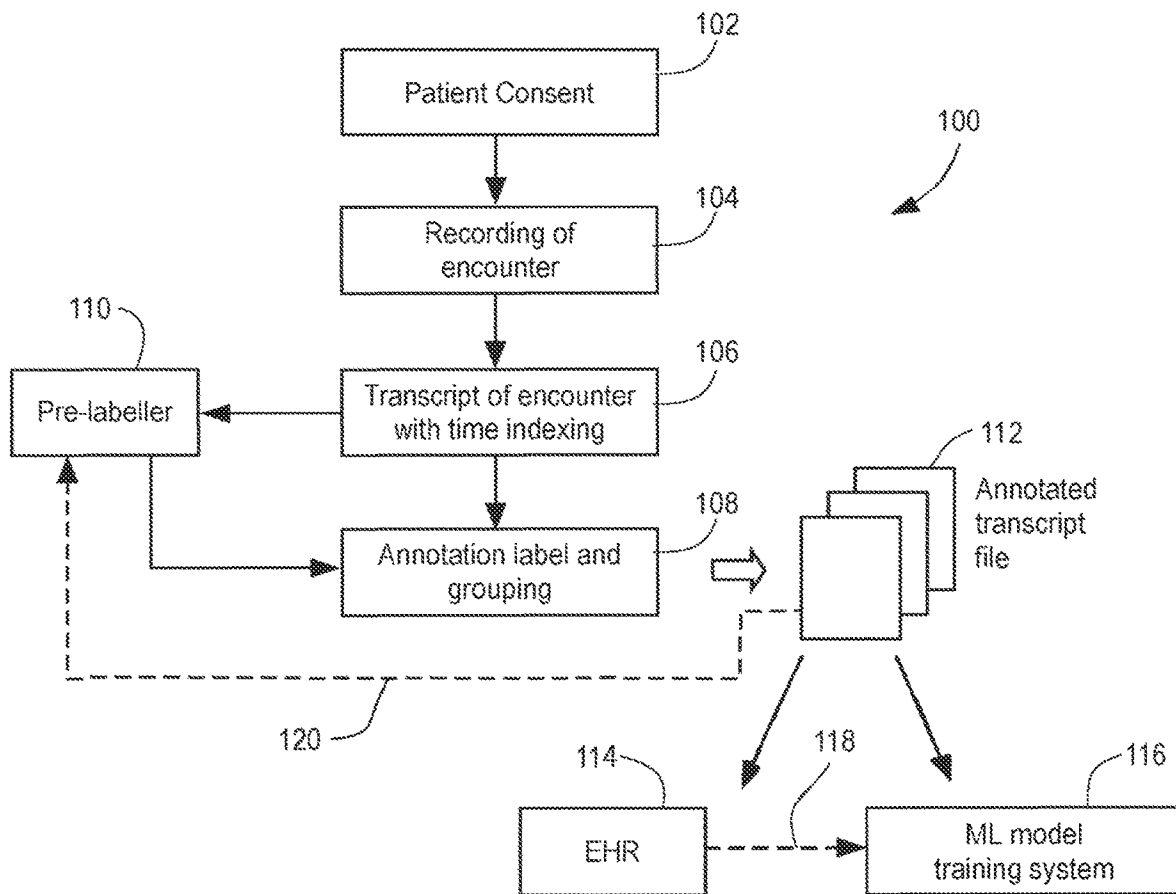 102
Patient Consent
100
104
Recording of
encounter
110
106
Pre-labeller
Transcript of encounter
with time indexing
112
Annotated
transcript
file
108
Annotation label and
grouping
120
114
118
116
EHR
ML model
training system